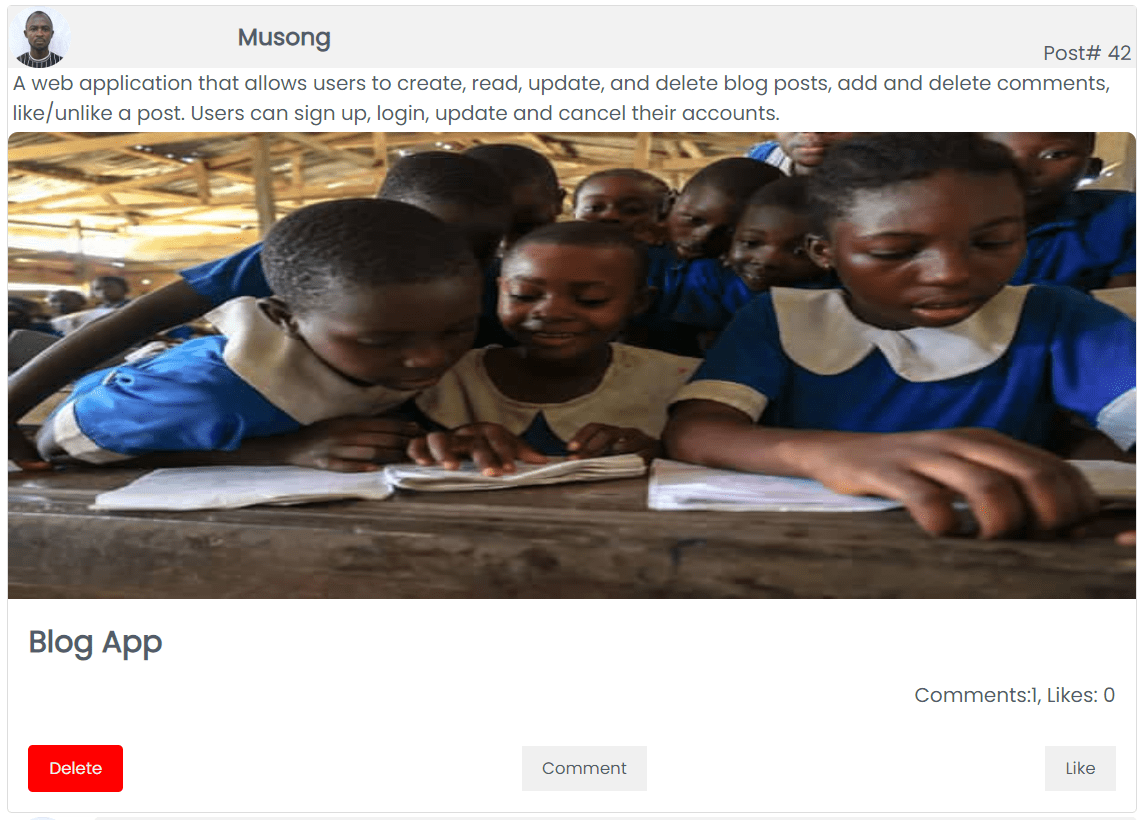 Musong
Post# 42
A web application that allows users to create, read, update, and delete blog posts, add and delete comments,
like/unlike a post. Users can sign up, login, update and cancel their accounts.
Blog App
Comments:1, Likes: 0
Delete
Comment
Like